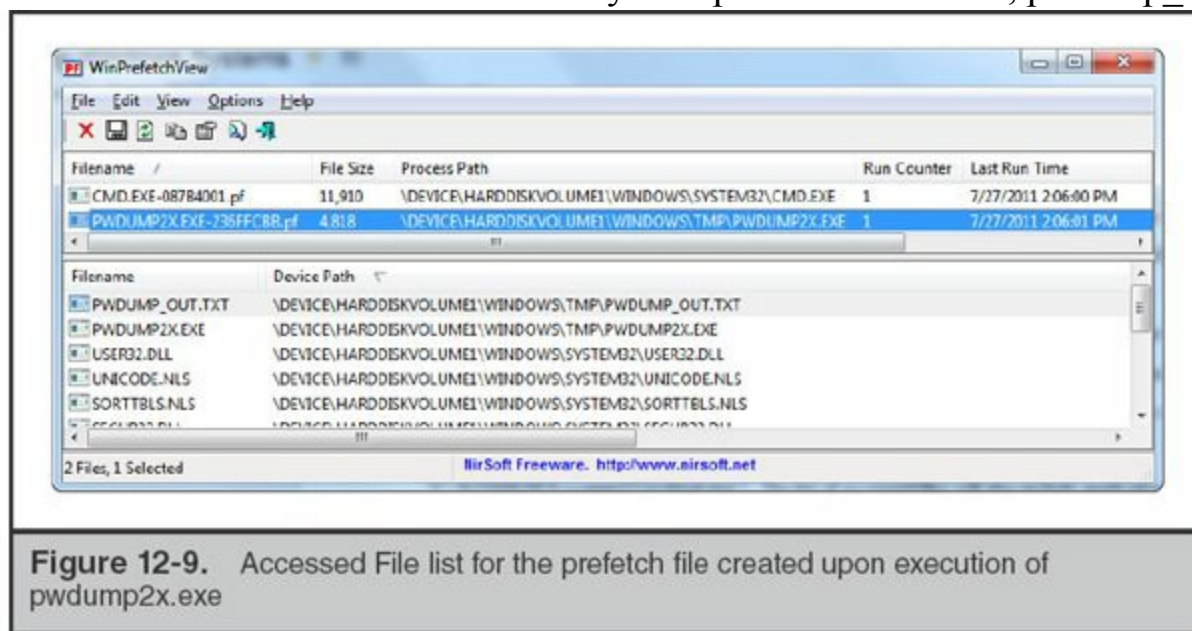 WinPrefetchView
File Edit View Options Help
Filename / File Size Process Path Run Counter Last Run Time
CMD.EXE-087B4001.pf 11,910 \DEVICE\HARDDISKVOLUME1\WINDOWS\SYSTEM32\CMD.EXE 1 7/27/2011 2:06:00 PM
PWDUMP2X.EXE-236FFCBB.pf 4,818 \DEVICE\HARDDISKVOLUME1\WINDOWS\TMP\PWDUMP2X.EXE 1 7/27/2011 2:06:01 PM
Filename Device Path
PWDUMP_OUT.TXT \DEVICE\HARDDISKVOLUME1\WINDOWS\TMP\PWDUMP_OUT.TXT
PWDUMP2X.EXE \DEVICE\HARDDISKVOLUME1\WINDOWS\TMP\PWDUMP2X.EXE
USER32.DLL \DEVICE\HARDDISKVOLUME1\WINDOWS\SYSTEM32\USER32.DLL
UNICODE.NLS \DEVICE\HARDDISKVOLUME1\WINDOWS\SYSTEM32\UNICODE.NLS
SORTTBLS.NLS \DEVICE\HARDDISKVOLUME1\WINDOWS\SYSTEM32\SORTTBLS.NLS
2 Files, 1 Selected NirSoft Freeware. http://www.nirsoft.net
Figure 12-9. Accessed File list for the prefetch file created upon execution of
pwdump2x.exe